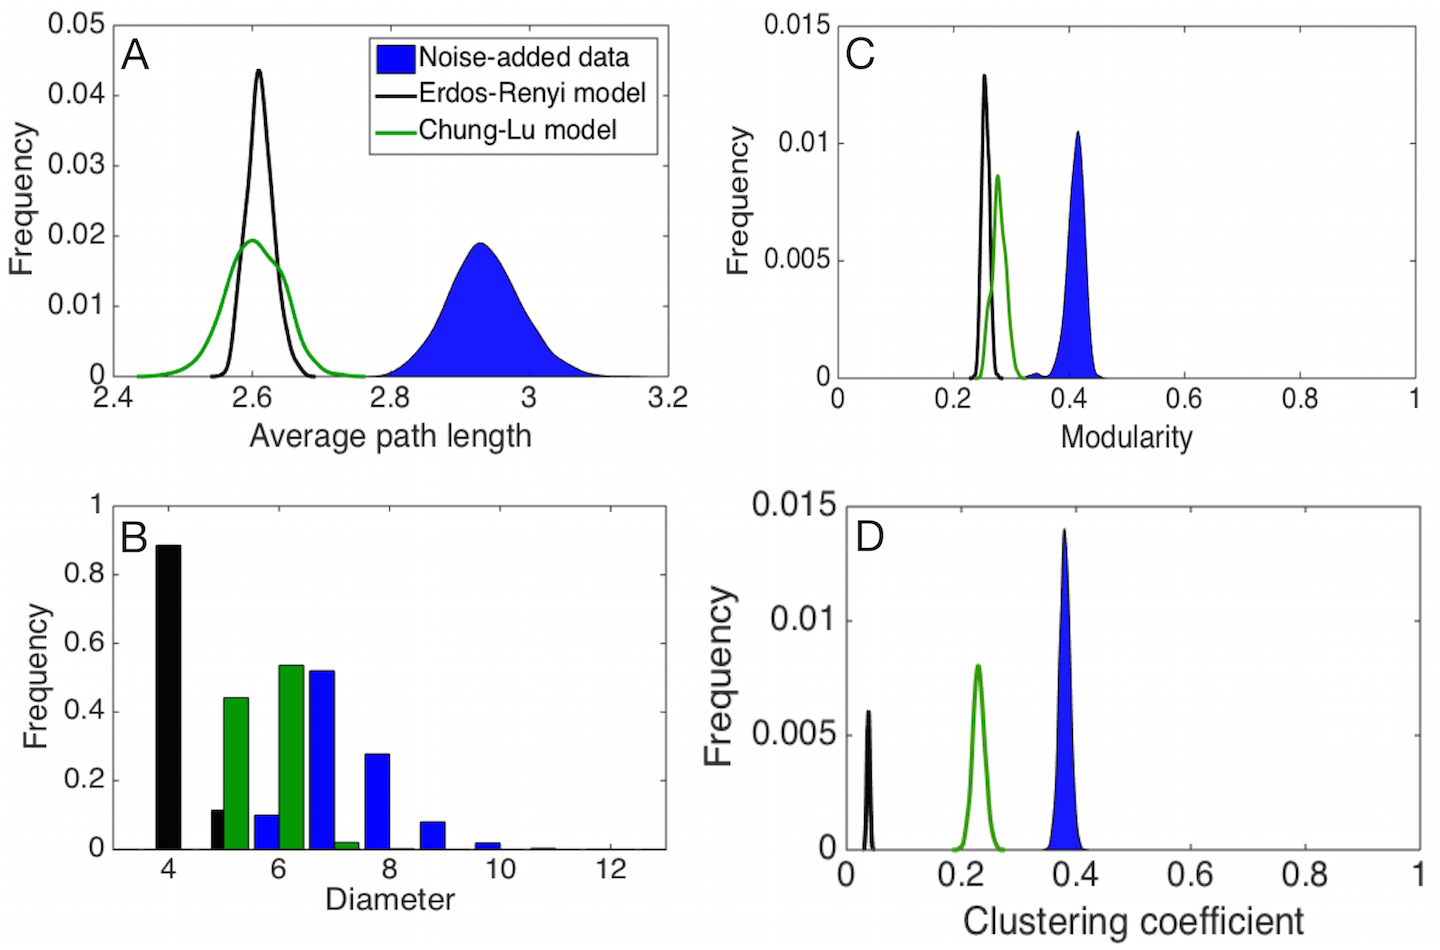 A
0.05
0.04
0.03
0.02
0.01
0
Frequency
2.4 2.6 2.8 3 3.2
Average path length
Noise-added data
Erdos-Renyi model
Chung-Lu model
C
0.015
0.01
0.005
0
Frequency
0 0.2 0.4 0.6 0.8 1
Modularity
B
1
0.8
0.6
0.4
0.2
0
Frequency
4 6 8 10 12
Diameter
D
0.015
0.01
0.005
0
Frequency
0 0.2 0.4 0.6 0.8 1
Clustering coefficient